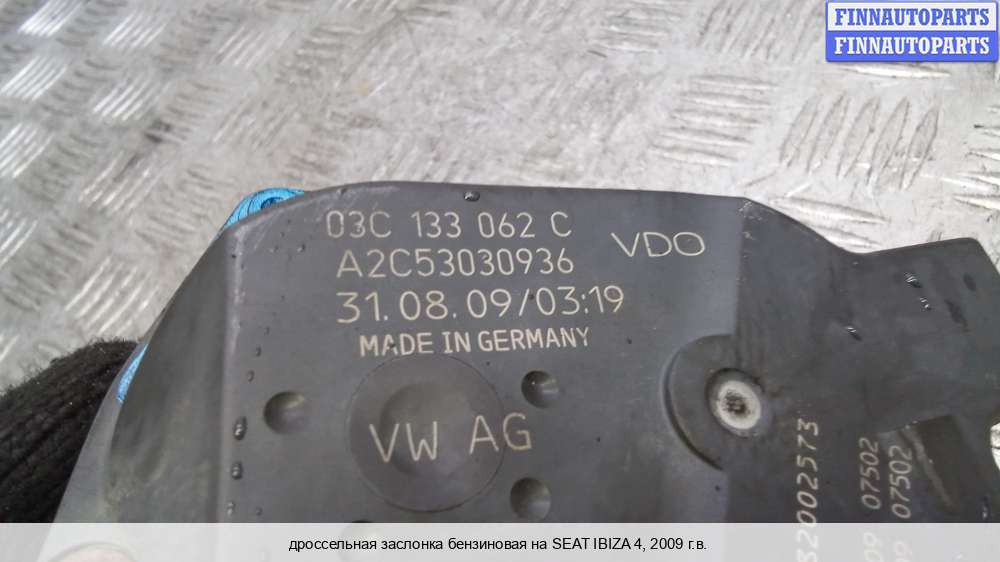 FINNAUTOPARTS
FINNAUTOPARTS
03C 133 062 C
VDO
A2C53030936
31.08.09/03:19
MADE IN GERMANY
VW AG
07502
07502
дроссельная заслонка бензиновая на SEAT IBIZA 4, 2009 г.в.